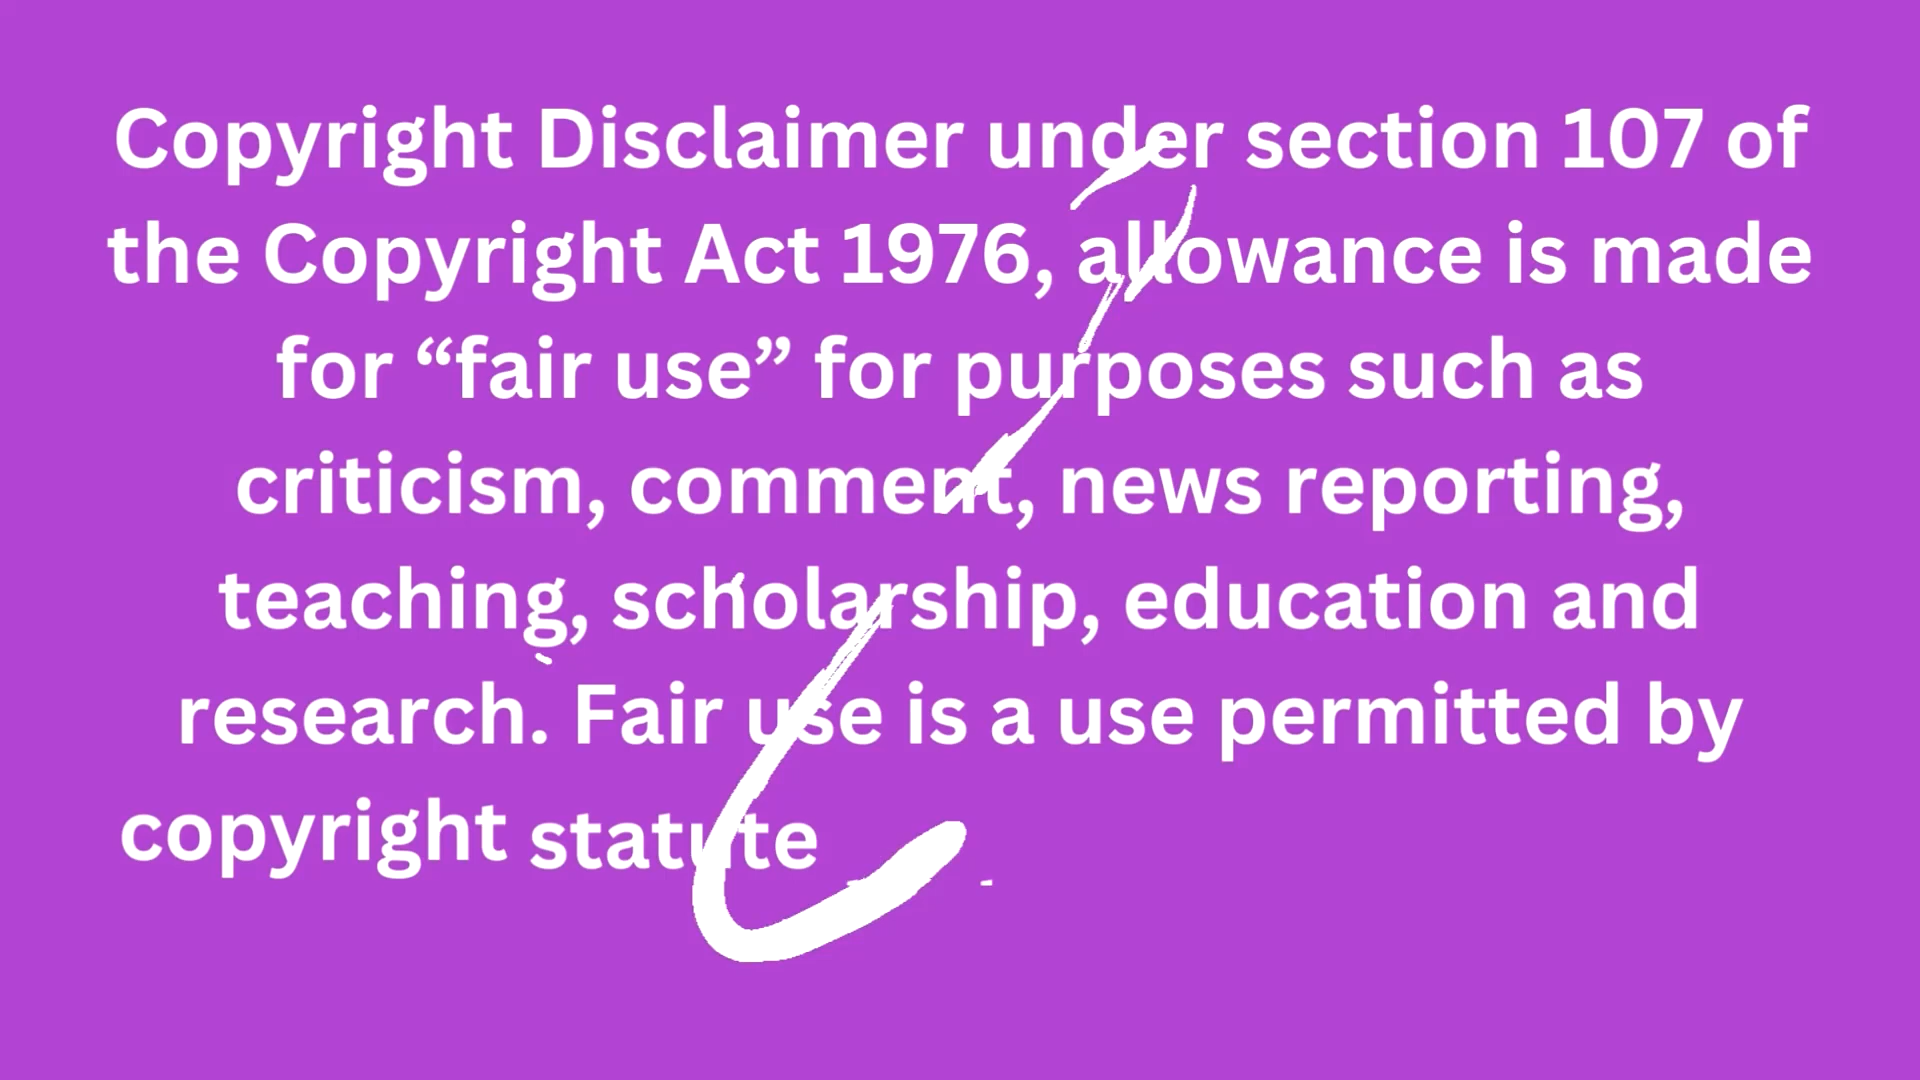 Copyright Disclaimer under section 107 of
the Copyright Act 1976, allowance is made
for “fair use” for purposes such as
criticism, comment, news reporting,
teaching, scholarship, education and
research. Fair use is a use permitted by
copyright statute